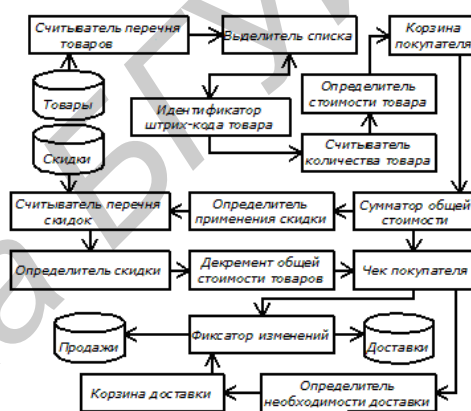 Считыватель перечня
товаров
Выделитель списка
Корзина
покупателя
Товары
Идентификатор
штрих-кода товара
Определитель
стоимости товара
Скидки
Считыватель
количества товара
Считыватель перечня
скидок
Определитель
применения скидки
Сумматор общей
стоимости
Определитель скидки
Декремент общей
стоимости товаров
Чек покупателя
Продажи
Фиксатор изменений
Доставки
Корзина доставки
Определитель
необходимости доставки